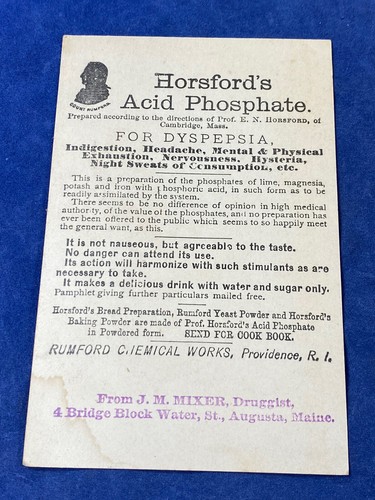 COUNT RUMFORD.
Horsford's
Acid Phosphate.
Prepared according to the directions of Prof. E. N. HORSFORD, of
Cambridge, Mass.
FOR DYSPEPSIA,
Indigestion, Headache, Mental & Physical
Exhaustion, Nervousness, Hysteria,
Night Sweats of Consumption, etc.
This is a preparation of the phosphates of lime, magnesia,
potash and iron with phosphoric acid, in such form as to be
readily assimilated by the system.
There seems to be no difference of opinion in high medical
authority, of the value of the phosphates, and no preparation has
ever been offered to the public which seems to so happily meet
the general want, as this.
It is not nauseous, but agreeable to the taste.
No danger can attend its use.
Its action will harmonize with such stimulants as are
necessary to take.
It makes a delicious drink with water and sugar only.
Pamphlet giving further particulars mailed free.
Horsford's Bread Preparation, Rumford Yeast Powder and Horsford's
Baking Powder are made of Prof. Horsford's Acid Phosphate
in Powdered form. SEND FOR COOK BOOK.
RUMFORD CHEMICAL WORKS, Providence, R. I.
From J. M. MIXER, Druggist,
4 Bridge Block Water, St., Augusta, Maine.